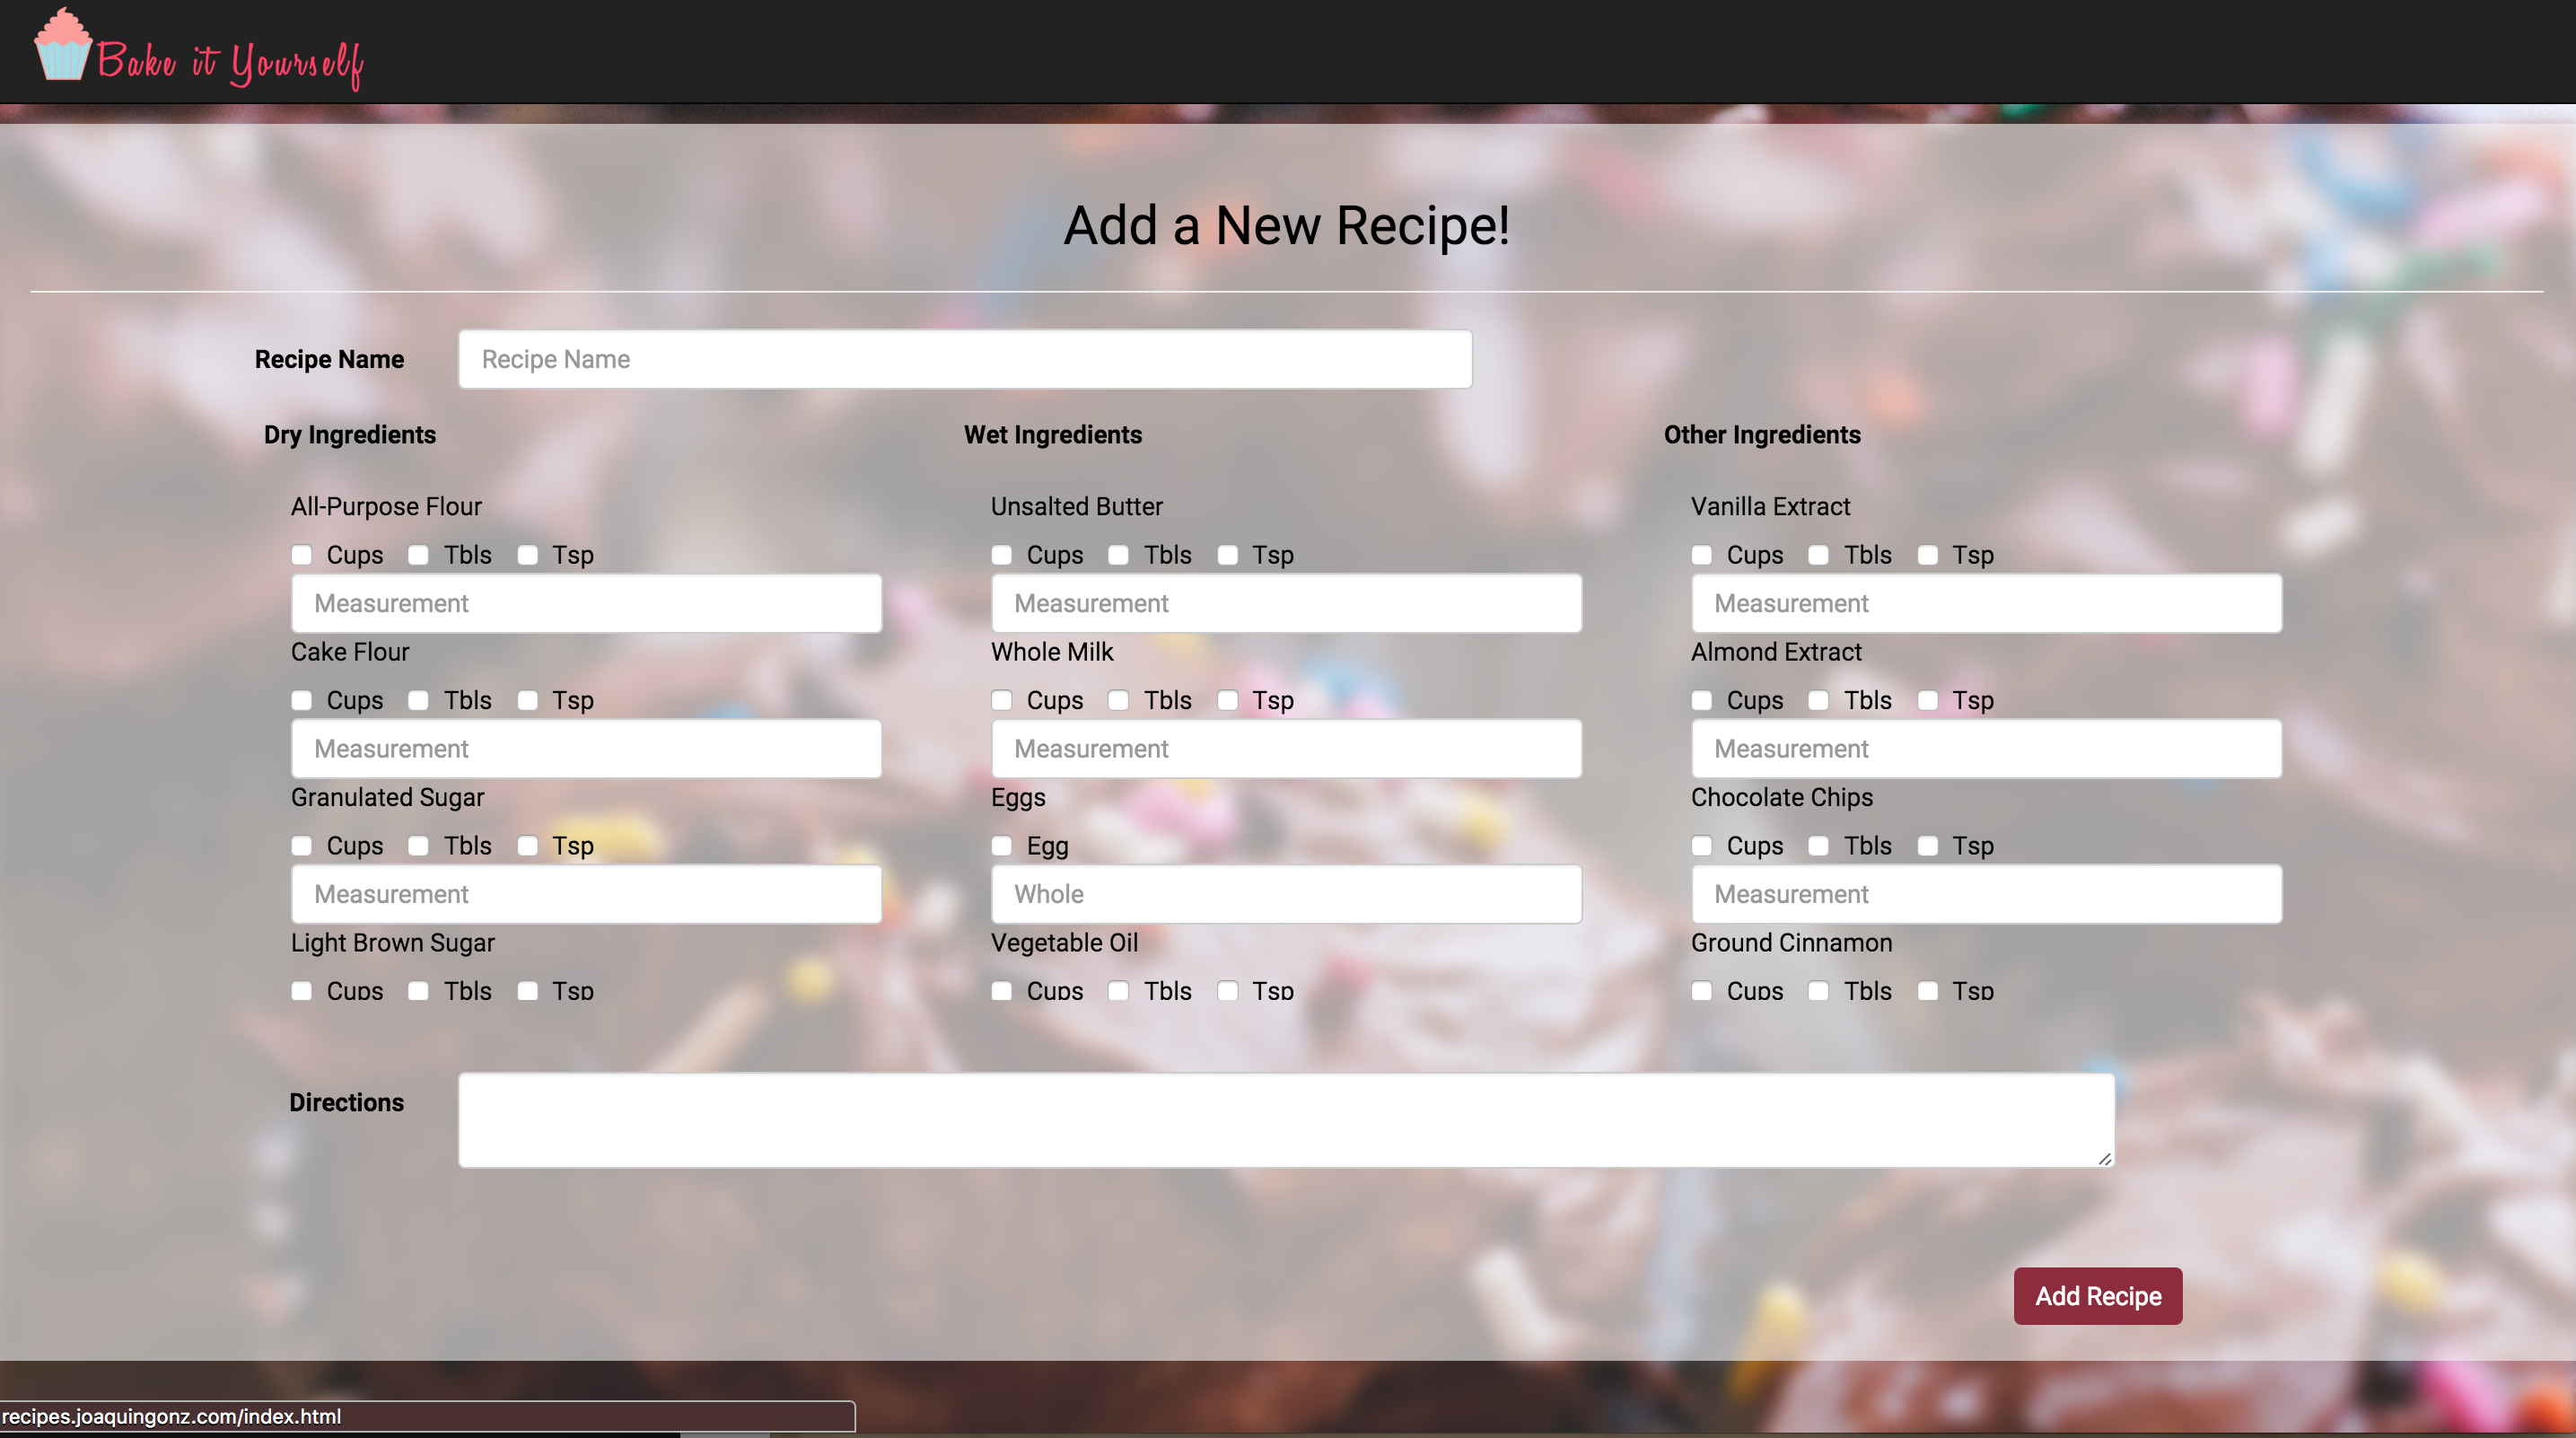 Bake it Yourself
Add a New Recipe!
Recipe Name
Recipe Name
Dry Ingredients
All-Purpose Flour
Cups Tbls Tsp
Measurement
Cake Flour
Cups Tbls Tsp
Measurement
Granulated Sugar
Cups Tbls Tsp
Measurement
Light Brown Sugar
Cups Tbls Tsp
Wet Ingredients
Unsalted Butter
Cups Tbls Tsp
Measurement
Whole Milk
Cups Tbls Tsp
Measurement
Eggs
Egg
Whole
Vegetable Oil
Cups Tbls Tsp
Other Ingredients
Vanilla Extract
Cups Tbls Tsp
Measurement
Almond Extract
Cups Tbls Tsp
Measurement
Chocolate Chips
Cups Tbls Tsp
Measurement
Ground Cinnamon
Cups Tbls Tsp
Directions
Add Recipe
recipes.joaquingonz.com/index.html